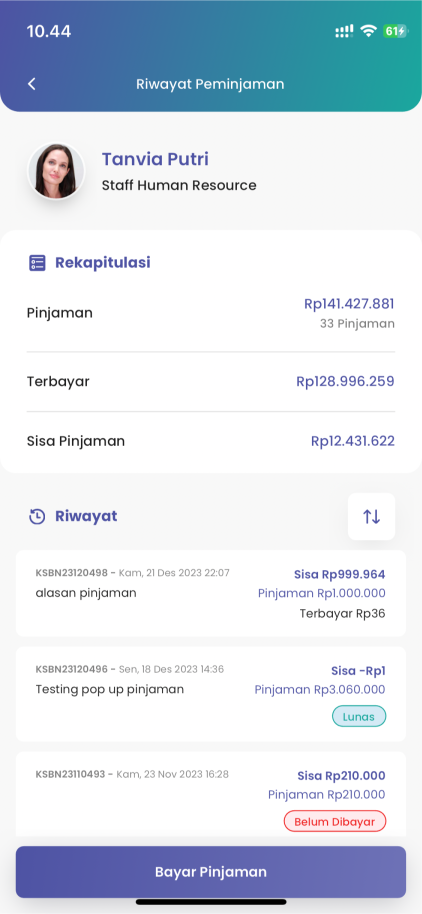 10.44
61
Riwayat Peminjaman
Tanvia Putri
Staff Human Resource
Rekapitulasi
Pinjaman
Rp141.427.881
33 Pinjaman
Terbayar
Rp128.996.259
Sisa Pinjaman
Rp12.431.622
Riwayat
KSBN23120498 - Kam, 21 Des 2023 22:07
alasan pinjaman
Sisa Rp999.964
Pinjaman Rp1.000.000
Terbayar Rp36
KSBN23120496 - Sen, 18 Des 2023 14:36
Testing pop up pinjaman
Sisa -Rp1
Pinjaman Rp3.060.000
Lunas
KSBN23110493 - Kam, 23 Nov 2023 16:28
Sisa Rp210.000
Pinjaman Rp210.000
Belum Dibayar
Bayar Pinjaman